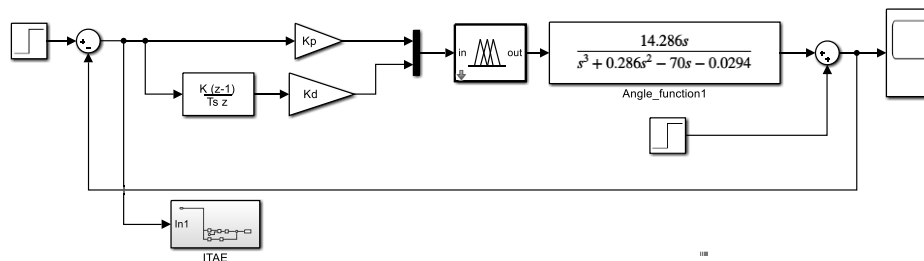 +
-
Kp
K (z-1)
Ts z
Kd
in
out
14.286s
s³ + 0.286s² − 70s − 0.0294
Angle_function1
+
+
In1
ITAE